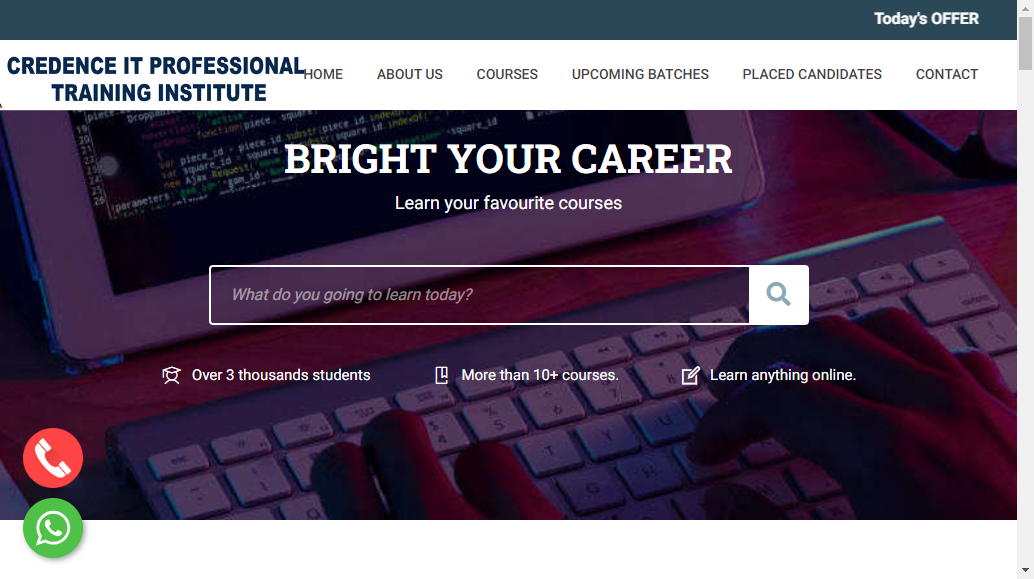 Today's OFFER
CREDENCE IT PROFESSIONAL
TRAINING INSTITUTE
HOME
ABOUT US
COURSES
UPCOMING BATCHES
PLACED CANDIDATES
CONTACT
BRIGHT YOUR CAREER
Learn your favourite courses
What do you going to learn today?
Over 3 thousands students
More than 10+ courses.
Learn anything online.